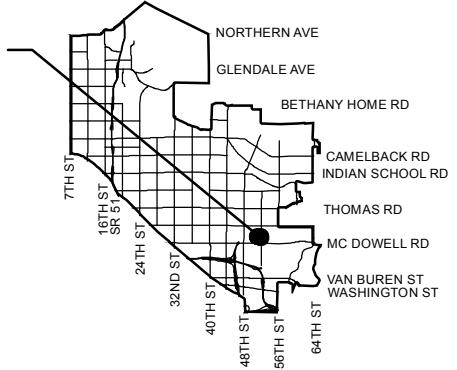 NORTHERN AVE
GLENDALE AVE
BETHANY HOME RD
CAMELBACK RD
INDIAN SCHOOL RD
THOMAS RD
MC DOWELL RD
VAN BUREN ST
WASHINGTON ST
7TH ST
16TH ST
SR 51
24TH ST
32ND ST
40TH ST
48TH ST
56TH ST
64TH ST